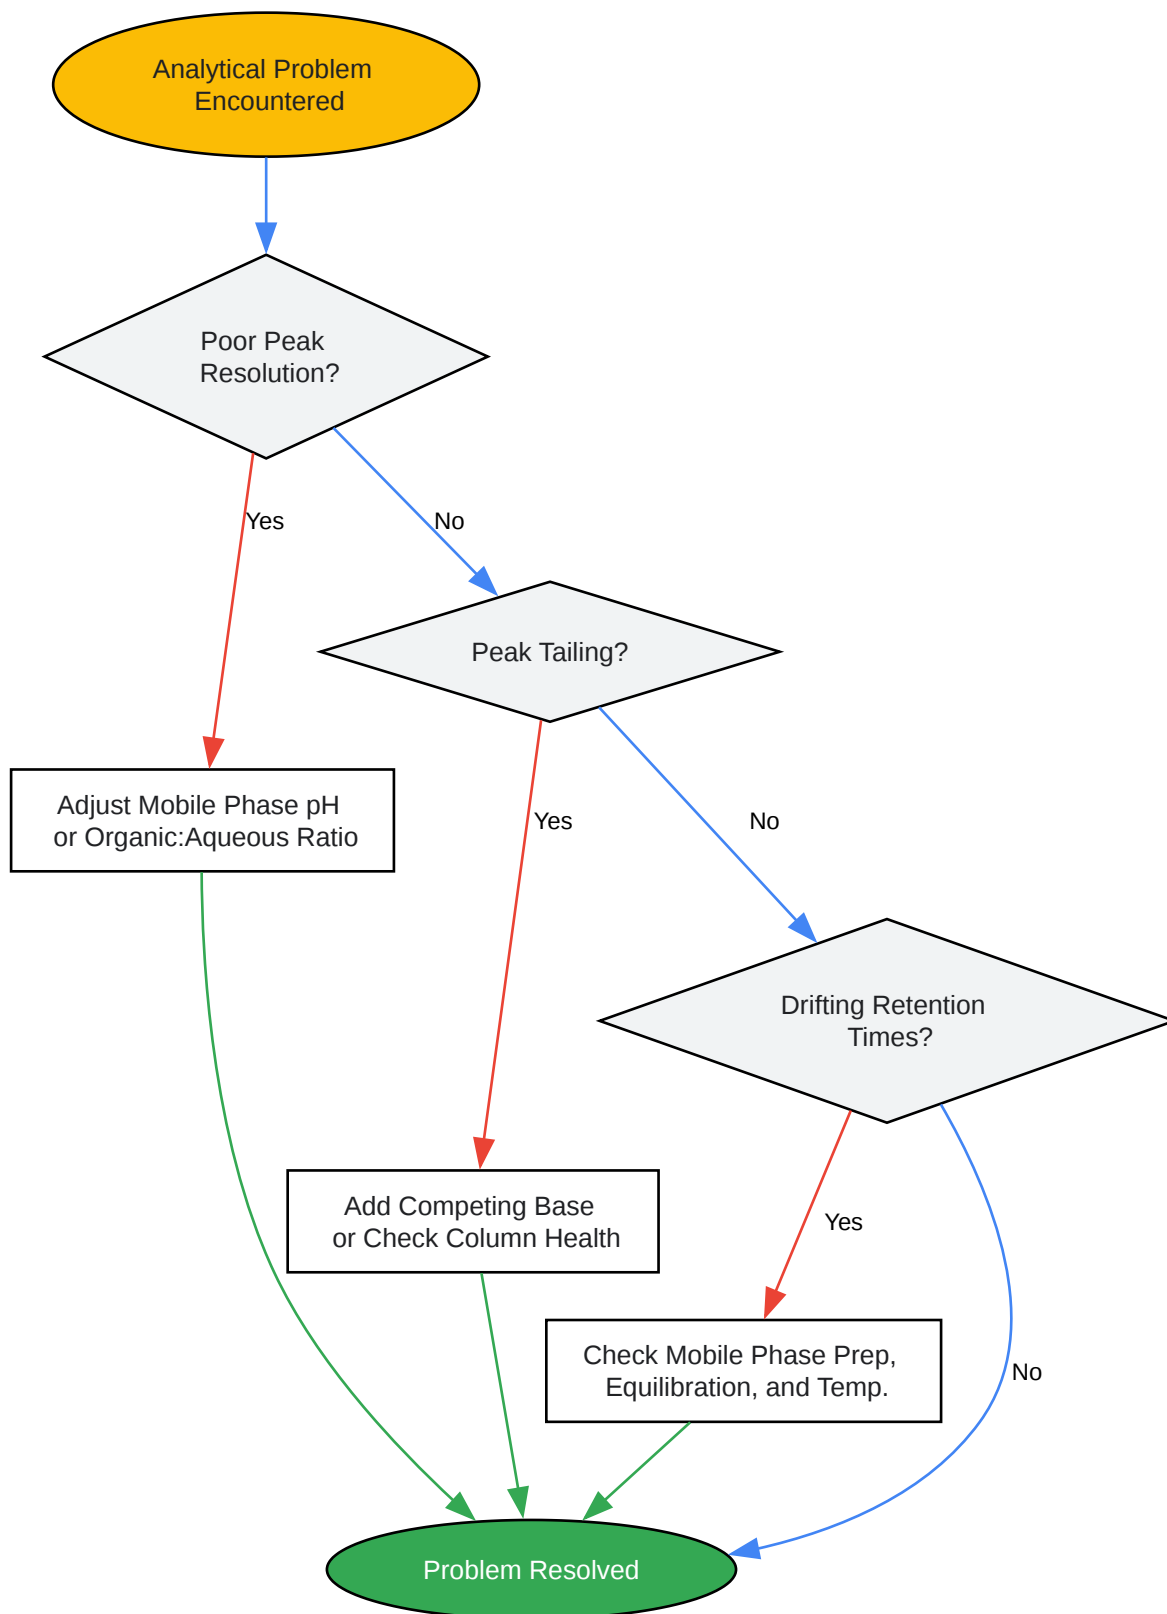 Analytical Problem
Encountered
Poor Peak
Resolution?
Yes
No
Peak Tailing?
Adjust Mobile Phase pH
or Organic:Aqueous Ratio
Yes
No
Drifting Retention
Times?
Add Competing Base
or Check Column Health
Yes
Check Mobile Phase Prep,
Equilibration, and Temp.
No
Problem Resolved